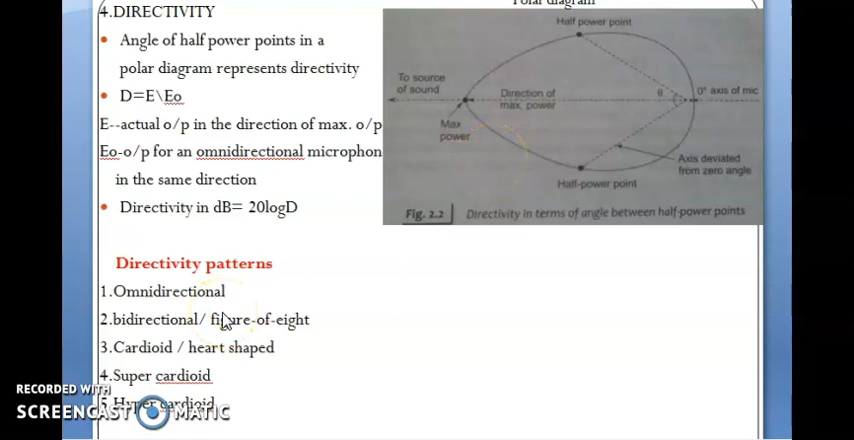 Polar diagram
4.DIRECTIVITY
Angle of half power points in a
polar diagram represents directivity
D=E\Eo
E--actual o/p in the direction of max. o/p
Eo-o/p for an omnidirectional microphon
in the same direction
Directivity in dB= 20logD
Half power point
To source
of sound
Direction of
max. power
θ
0° axis of mic
Max
power
Axis deviated
from zero angle
Half-power point
Fig. 2.2 Directivity in terms of angle between half-power points
Directivity patterns
1.Omnidirectional
2.bidirectional/ figure-of-eight
3.Cardioid / heart shaped
4.Super cardioid
5.Hyper cardioid
RECORDED WITH
SCREENCAST MATIC